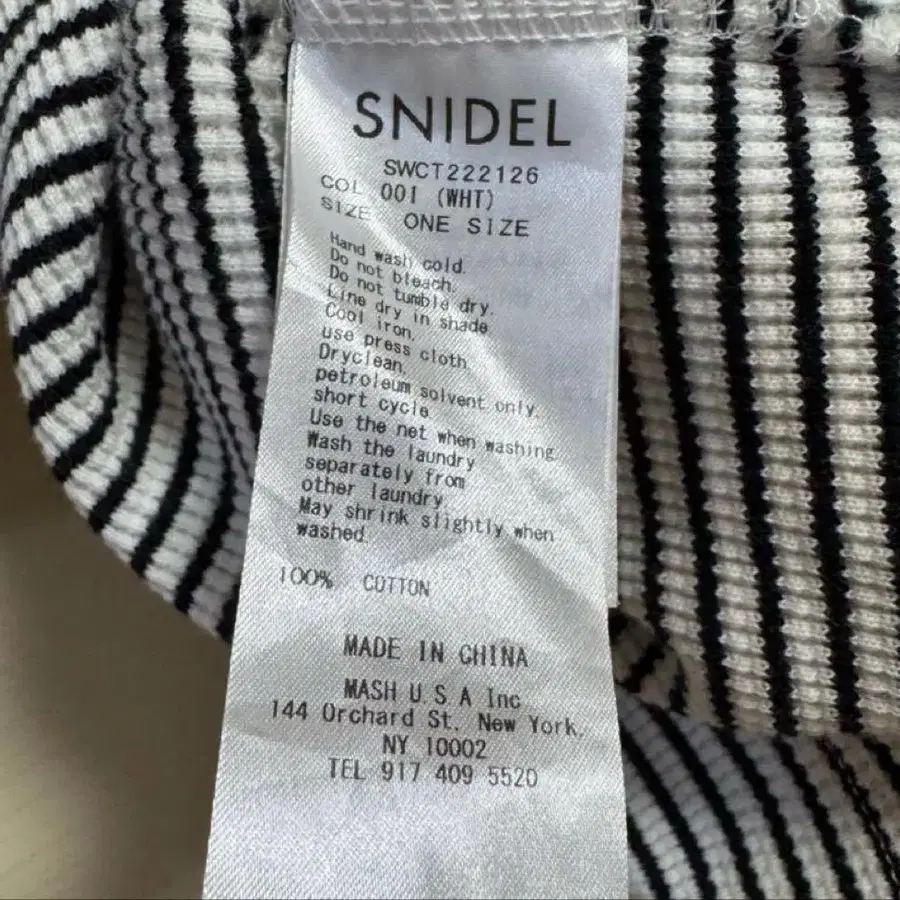 SNIDEL
SWCT222126
COL 001 (WHT)
SIZE ONE SIZE
Hand wash cold.
Do not bleach.
Do not tumble dry.
Line dry in shade
Cool iron,
use press cloth
Dryclean,
petroleum solvent only,
short cycle
Use the net when washing
Wash the laundry
separately from
other laundry
May shrink slightly when
washed.
100% COTTON
MADE IN CHINA
MASH U S A Inc
144 Orchard St. New York,
NY 10002
TEL 917 409 5520